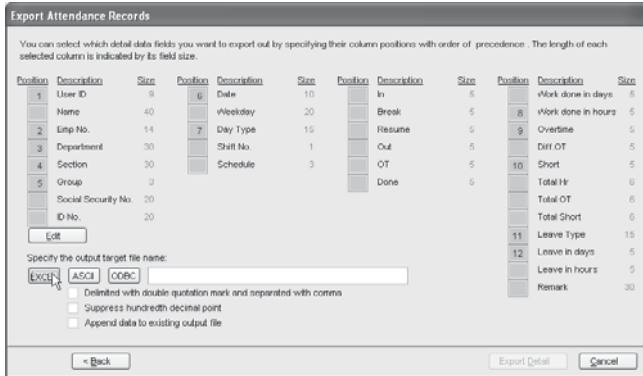 Export Attendance Records
You can select which detail data fields you want to export out by specifying their column positions with order of precedence . The length of each
selected column is indicated by its field size.
Position Description Size Position Description Size Position Description Size Position Description Size
1 User ID 9 6 Date 10 In 5 Work done in days 5
Name 40 Weekday 20 Break 5 8 Work done in hours 5
2 Emp No. 14 7 Day Type 15 Resume 5 9 Overtime 5
3 Department 30 Shift No. 1 Out 5 Diff.OT 5
4 Section 30 Schedule 3 OT 5 10 Short 5
5 Group 3 Done 5 Total Hr 6
Social Security No. 20 Total OT 6
ID No. 20 Total Short 6
Edit 11 Leave Type 15
Specify the output target file name: 12 Leave in days 5
EXCEL ASCII ODBC Leave in hours 5
Delimited with double quotation mark and separated with comma Remark 30
Suppress hundredth decimal point
Append data to existing output file
< Back Export Detail Cancel